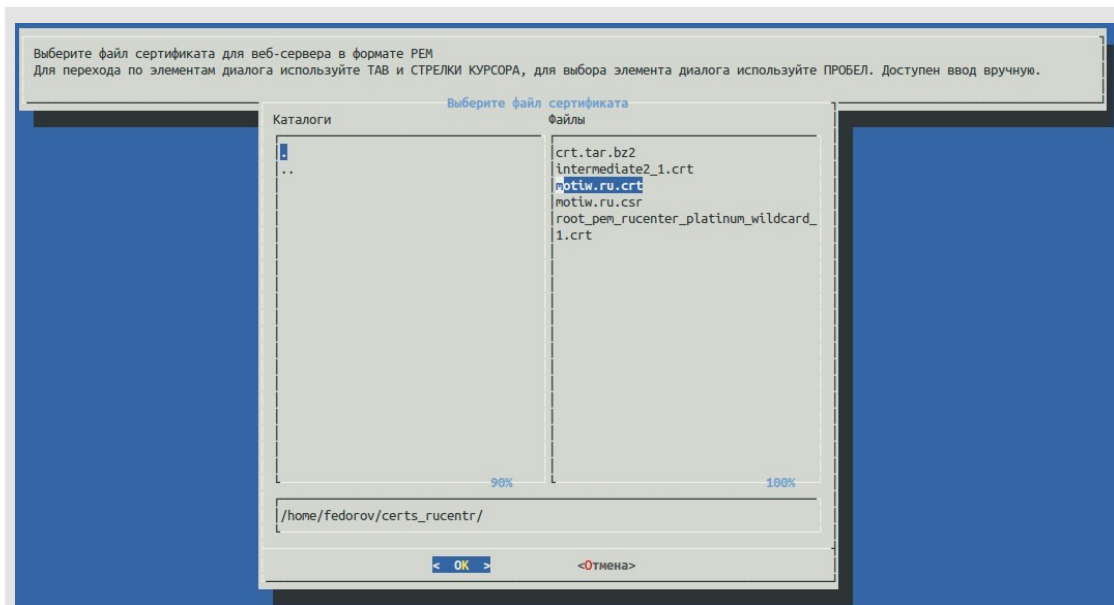 Выберите файл сертификата для веб-сервера в формате PEM
Для перехода по элементам диалога используйте TAB и СТРЕЛКИ КУРСОРА, для выбора элемента диалога используйте ПРОБЕЛ. Доступен ввод вручную.
Выберите файл сертификата
Каталоги
Файлы
.
..
crt.tar.bz2
intermediate2_1.crt
motiw.ru.crt
motiw.ru.csr
root_pem_rucenter_platinum_wildcard_
1.crt
90%
100%
/home/fedorov/certs_rucentr/
< OK >
<Отмена>